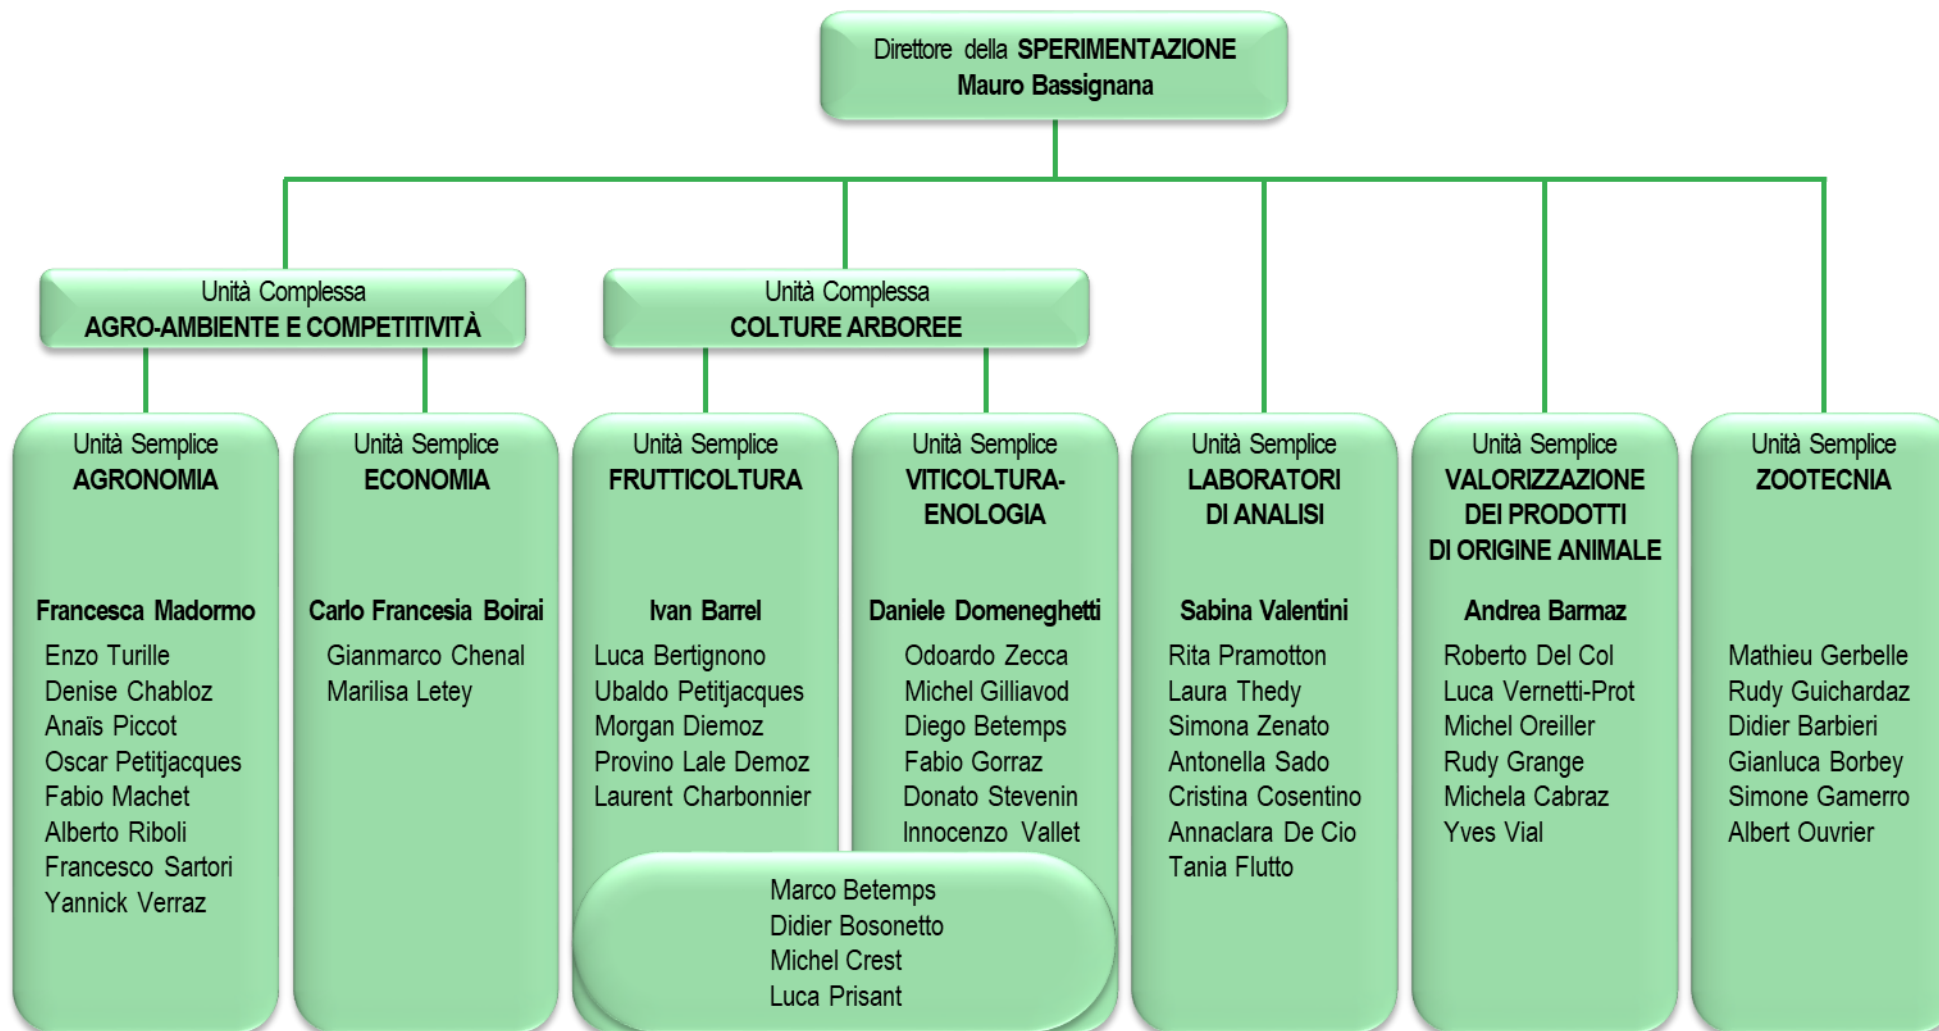 Direttore della SPERIMENTAZIONE
Mauro Bassignana
Unità Complessa
AGRO-AMBIENTE E COMPETITIVITÀ
Unità Complessa
COLTURE ARBOREE
Unità Semplice
AGRONOMIA
Francesca Madormo
Enzo Turille
Denise Chabloz
Anaïs Piccot
Oscar Petitjacques
Fabio Machet
Alberto Riboli
Francesco Sartori
Yannick Verraz
Unità Semplice
ECONOMIA
Carlo Francesia Boirai
Gianmarco Chenal
Marilisa Letey
Unità Semplice
FRUTTICOLTURA
Ivan Barrel
Luca Bertignono
Ubaldo Petitjacques
Morgan Diemoz
Provino Lale Demoz
Laurent Charbonnier
Unità Semplice
VITICOLTURA-
ENOLOGIA
Daniele Domeneghetti
Odoardo Zecca
Michel Gilliavod
Diego Betemps
Fabio Gorraz
Donato Stevenin
Innocenzo Vallet
Marco Betemps
Didier Bosonetto
Michel Crest
Luca Prisant
Unità Semplice
LABORATORI
DI ANALISI
Sabina Valentini
Rita Pramotton
Laura Thedy
Simona Zenato
Antonella Sado
Cristina Cosentino
Annaclara De Cio
Tania Flutto
Unità Semplice
VALORIZZAZIONE
DEI PRODOTTI
DI ORIGINE ANIMALE
Andrea Barmaz
Roberto Del Col
Luca Vernetti-Prot
Michel Oreiller
Rudy Grange
Michela Cabraz
Yves Vial
Unità Semplice
ZOOTECNIA
Mathieu Gerbelle
Rudy Guichardaz
Didier Barbieri
Gianluca Borbey
Simone Gamerro
Albert Ouvrier